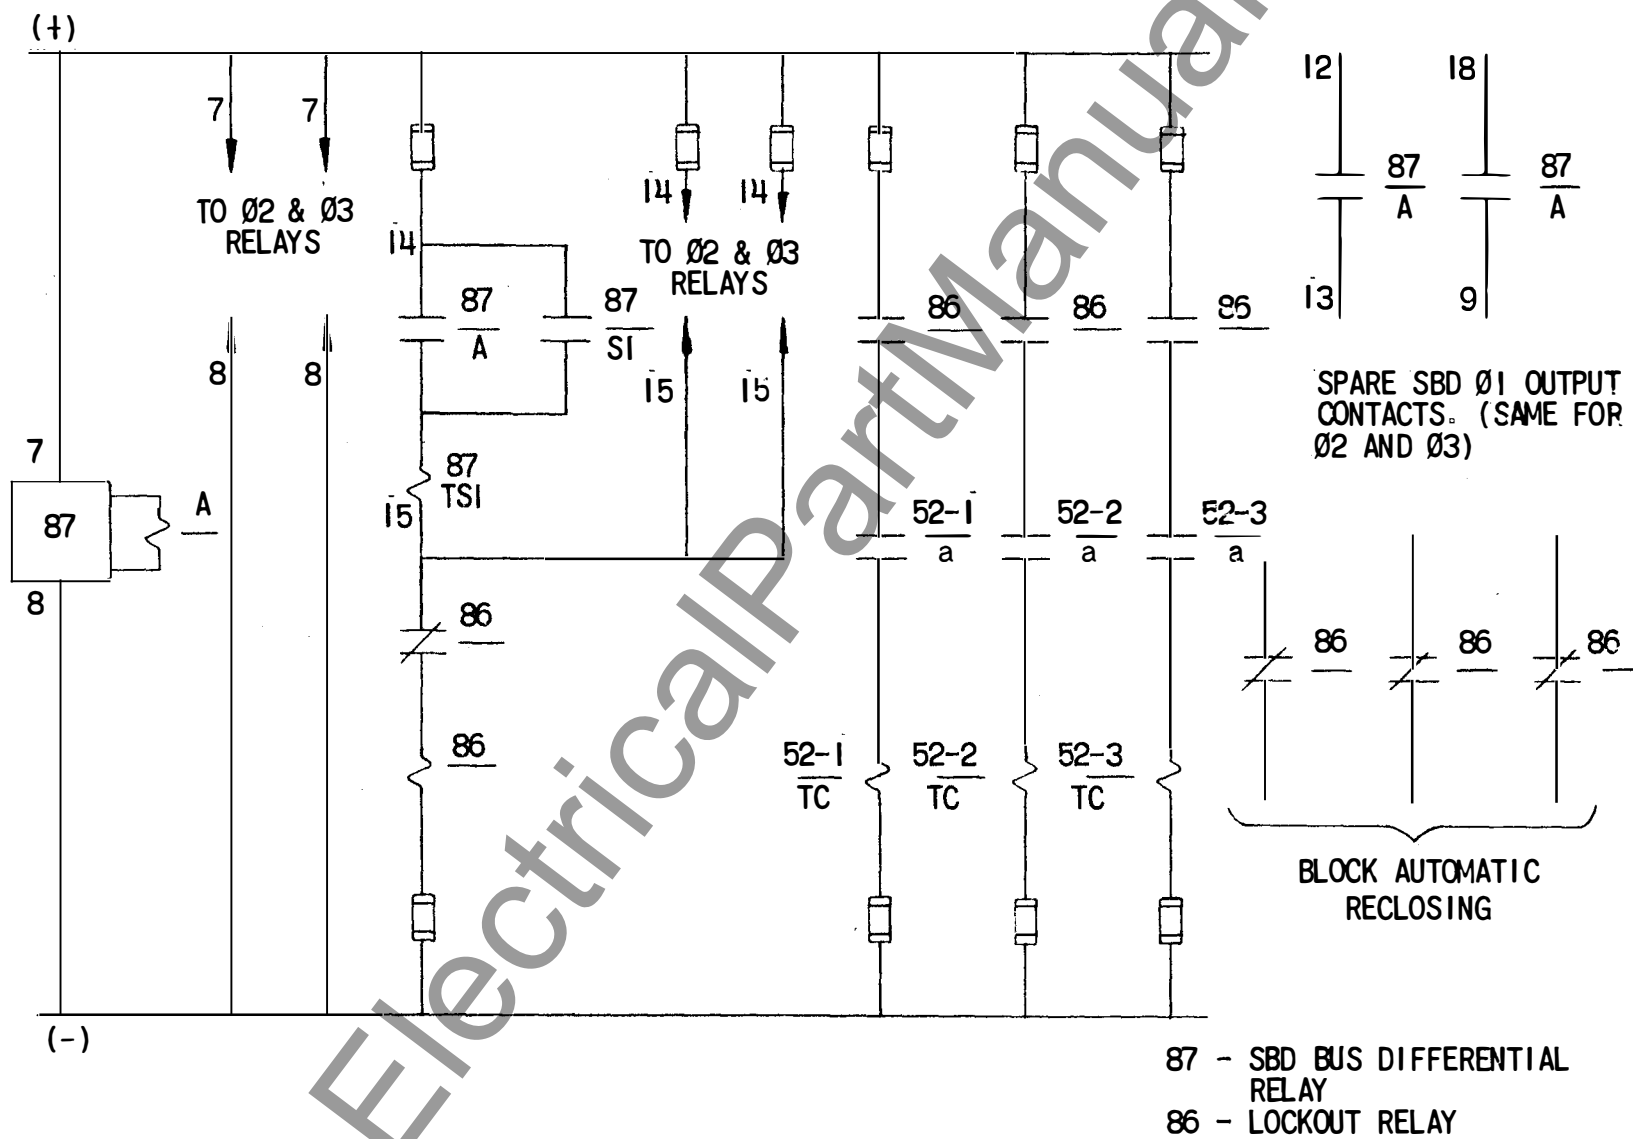 (+)
7
7
TO Ø2 & Ø3
RELAYS
8
8
7
87
A
8
14
87
A
87
SI
87
TSI
15
86
86
14
14
TO Ø2 & Ø3
RELAYS
15
15
86
86
86
52-1
a
52-2
a
52-3
a
52-1
TC
52-2
TC
52-3
TC
12
87
A
13
18
87
A
9
SPARE SBD Ø1 OUTPUT
CONTACTS. (SAME FOR
Ø2 AND Ø3)
86
86
86
BLOCK AUTOMATIC
RECLOSING
(-)
87 - SBD BUS DIFFERENTIAL
RELAY
86 - LOCKOUT RELAY
ElectricalPartManual